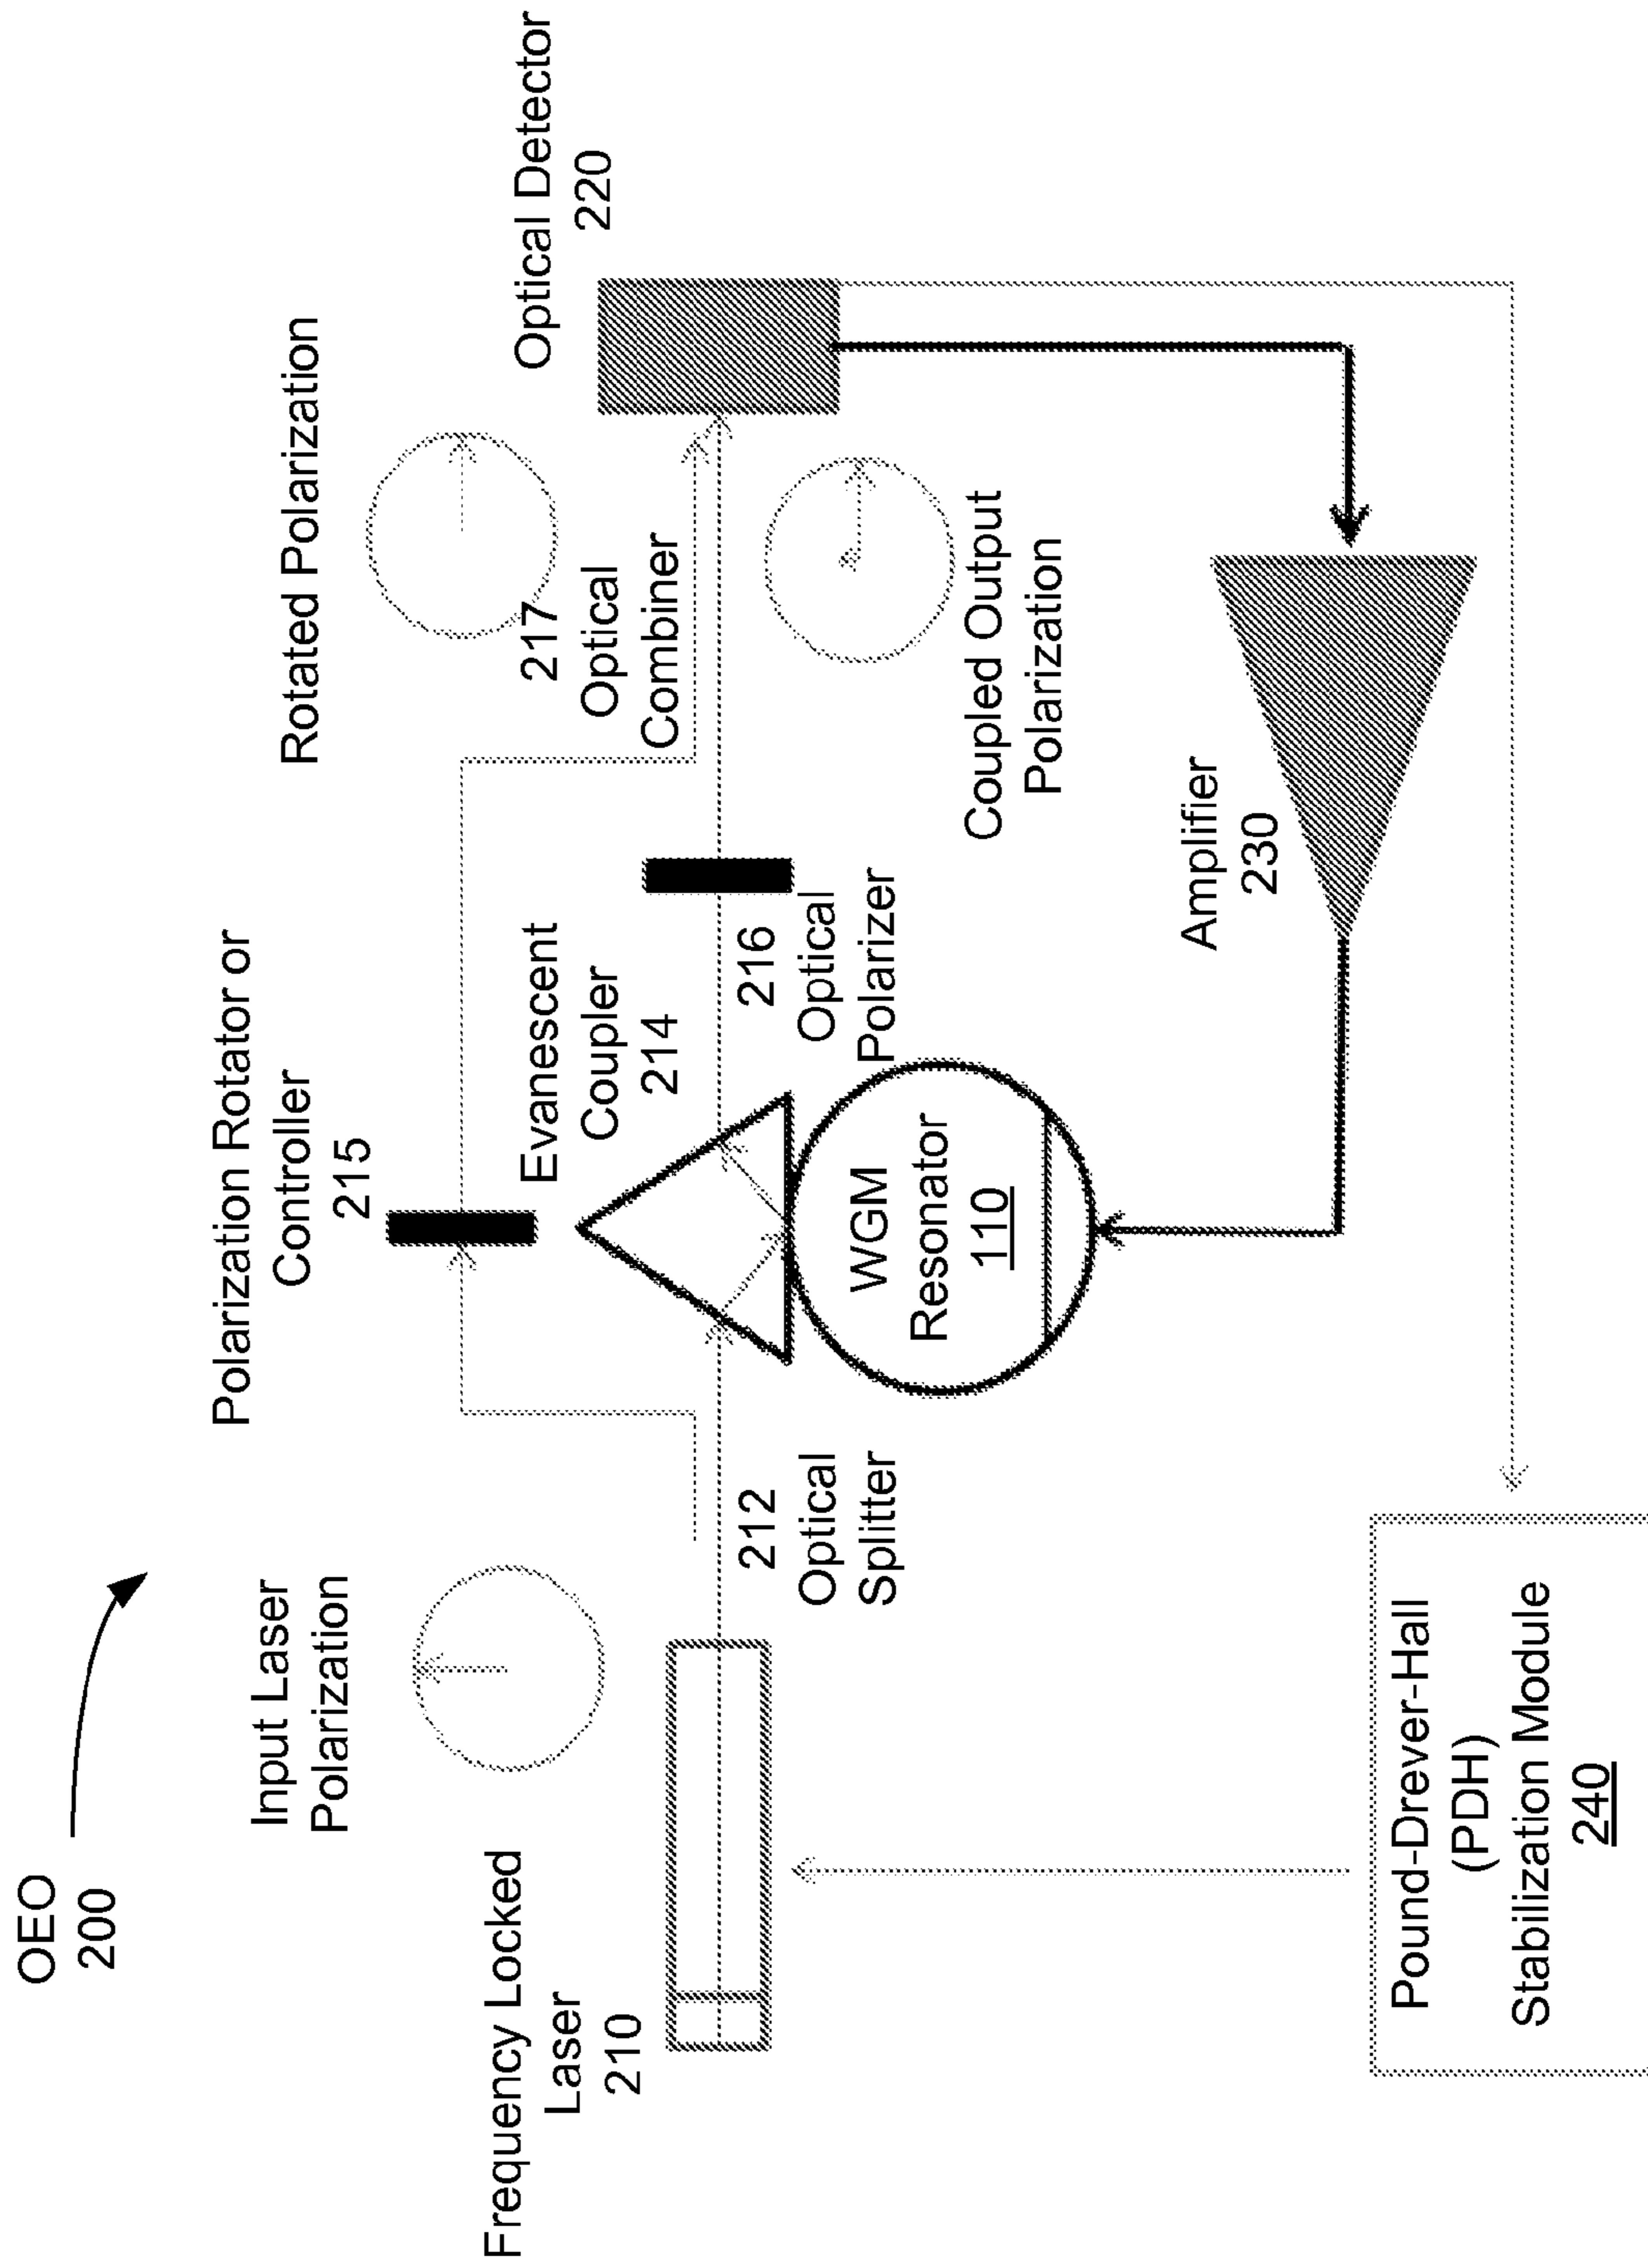 OEO
200
Input Laser
Polarization
Polarization Rotator or
Controller
215
Rotated Polarization
Frequency Locked
Laser
210
212
Optical
Splitter
Evanescent
Coupler
214
216
Optical
Polarizer
217
Optical
Combiner
Optical Detector
220
WGM
Resonator
110
Coupled Output
Polarization
Amplifier
230
Pound-Drever-Hall
(PDH)
Stabilization Module
240